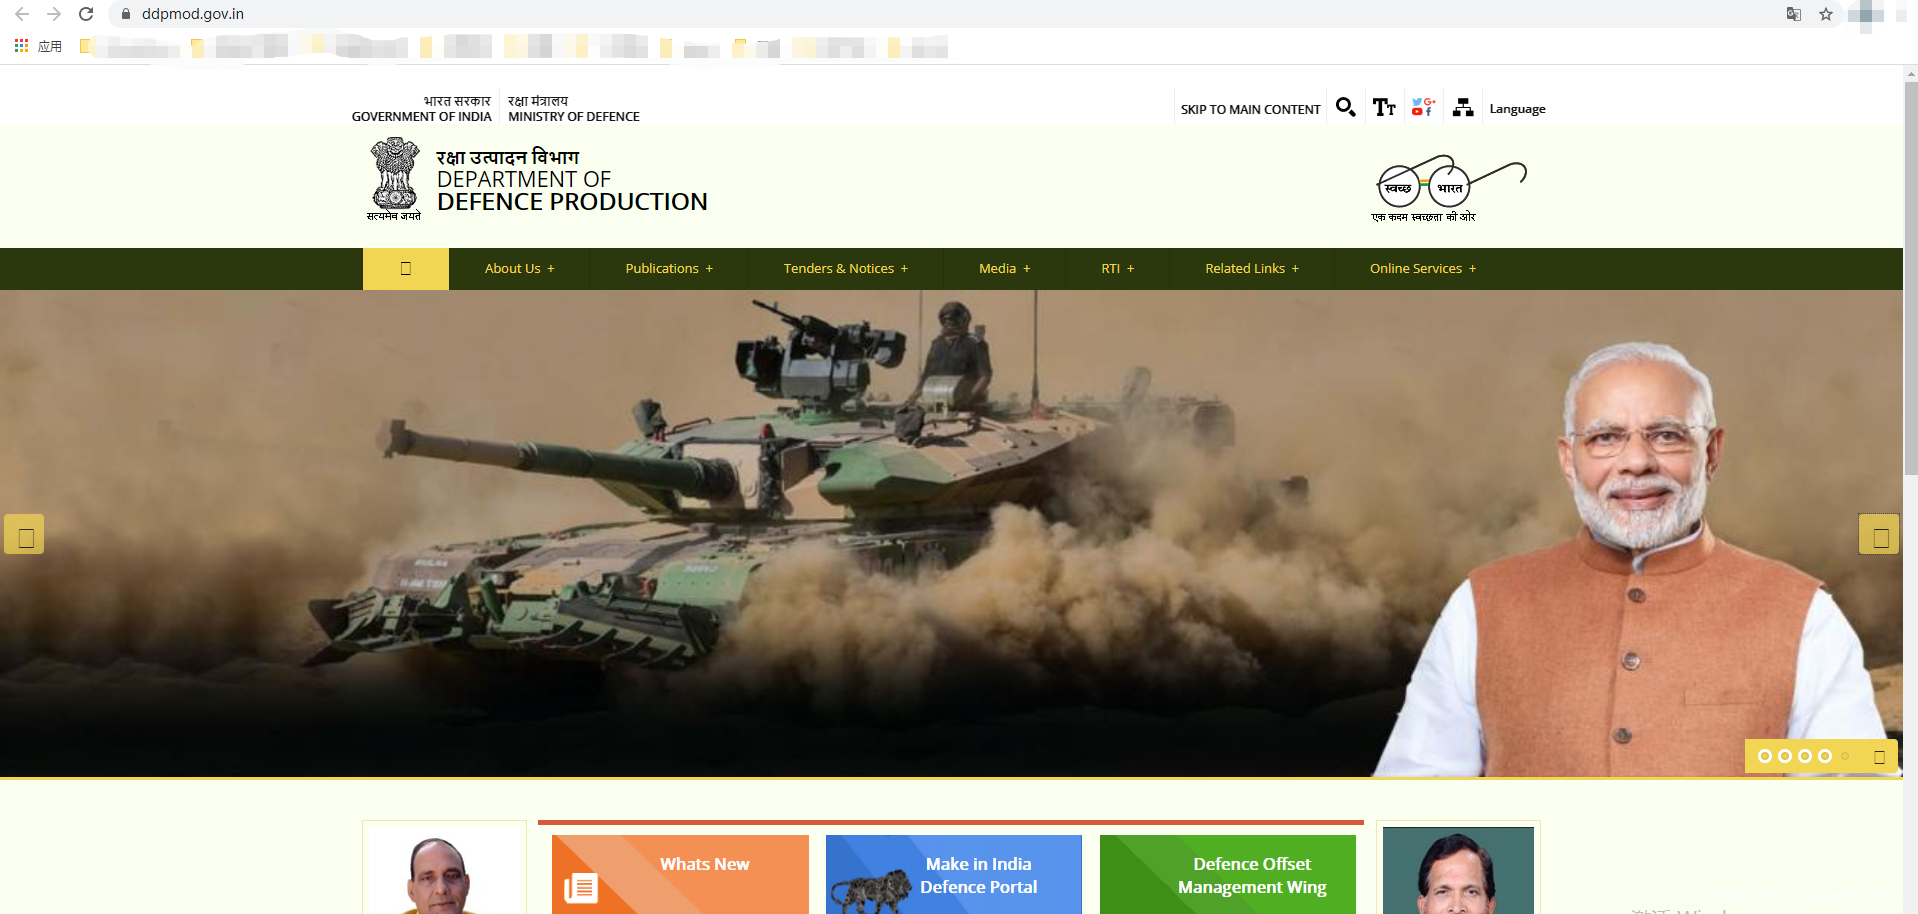 ddpmod.gov.in
应用
भारत सरकार
GOVERNMENT OF INDIA
रक्षा मंत्रालय
MINISTRY OF DEFENCE
SKIP TO MAIN CONTENT
Language
रक्षा उत्पादन विभाग
DEPARTMENT OF
DEFENCE PRODUCTION
सत्यमेव जयते
स्वच्छ
भारत
एक कदम स्वच्छता की ओर
About Us +
Publications +
Tenders & Notices +
Media +
RTI +
Related Links +
Online Services +
Whats New
Make in India
Defence Portal
Defence Offset
Management Wing